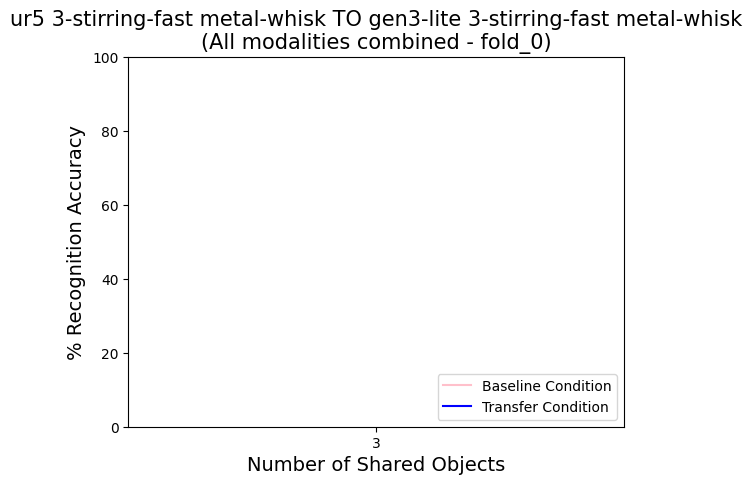 ur5 3-stirring-fast metal-whisk TO gen3-lite 3-stirring-fast metal-whisk
(All modalities combined - fold_0)
% Recognition Accuracy
100
80
60
40
20
0
Baseline Condition
Transfer Condition
3
Number of Shared Objects